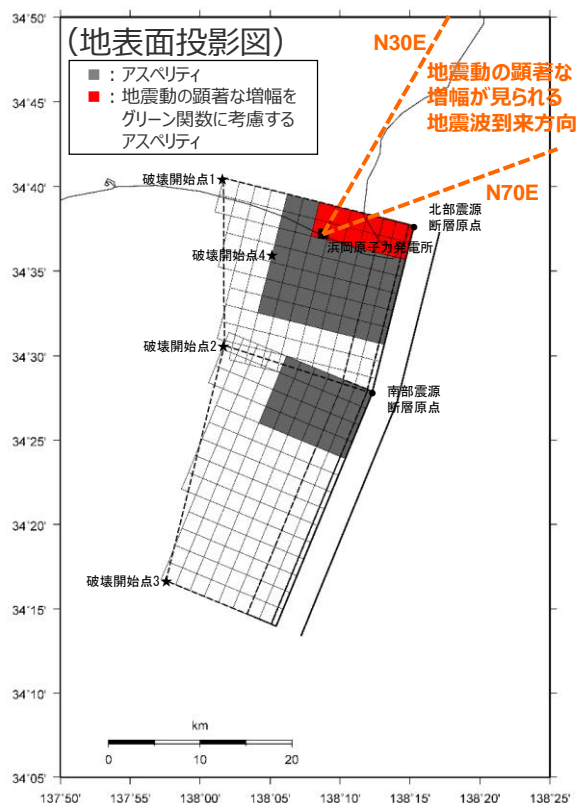 (地表面投影図)
■ : アスペリティ
■ : 地震動の顕著な増幅を
グリーン関数に考慮する
アスペリティ
N30E
地震動の顕著な
増幅が見られる
地震波到来方向
N70E
破壊開始点1
北部震源
断層原点
浜岡原子力発電所
破壊開始点4
破壊開始点2
南部震源
断層原点
破壊開始点3
km
0 10 20
34°50'
34°45'
34°40'
34°35'
34°30'
34°25'
34°20'
34°15'
34°10'
34°05'
137°50' 137°55' 138°00' 138°05' 138°10' 138°15' 138°20' 138°25'